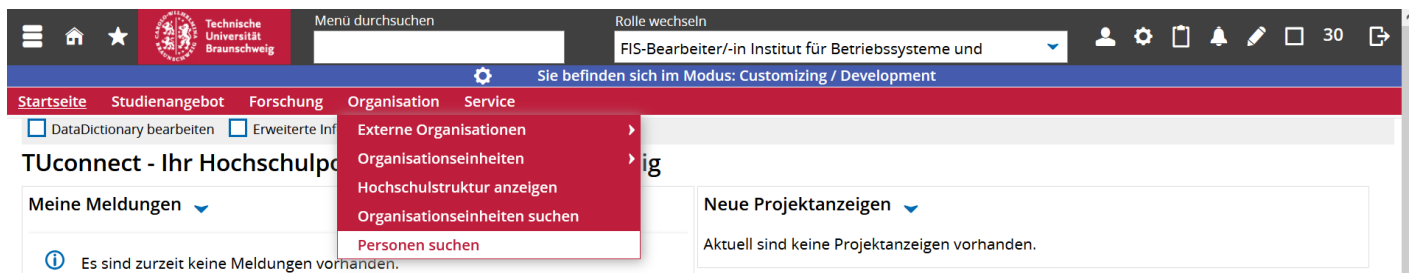 Technische
Universität
Braunschweig
Menü durchsuchen
Rolle wechseln
FIS-Bearbeiter/-in Institut für Betriebssysteme und
30
Sie befinden sich im Modus: Customizing / Development
Startseite Studienangebot Forschung Organisation Service
DataDictionary bearbeiten Erweiterte Inf
Externe Organisationen
Organisationseinheiten
Hochschulstruktur anzeigen
Organisationseinheiten suchen
Personen suchen
TUconnect - Ihr Hochschulpo ig
Meine Meldungen
Es sind zurzeit keine Meldungen vorhanden.
Neue Projektanzeigen
Aktuell sind keine Projektanzeigen vorhanden.